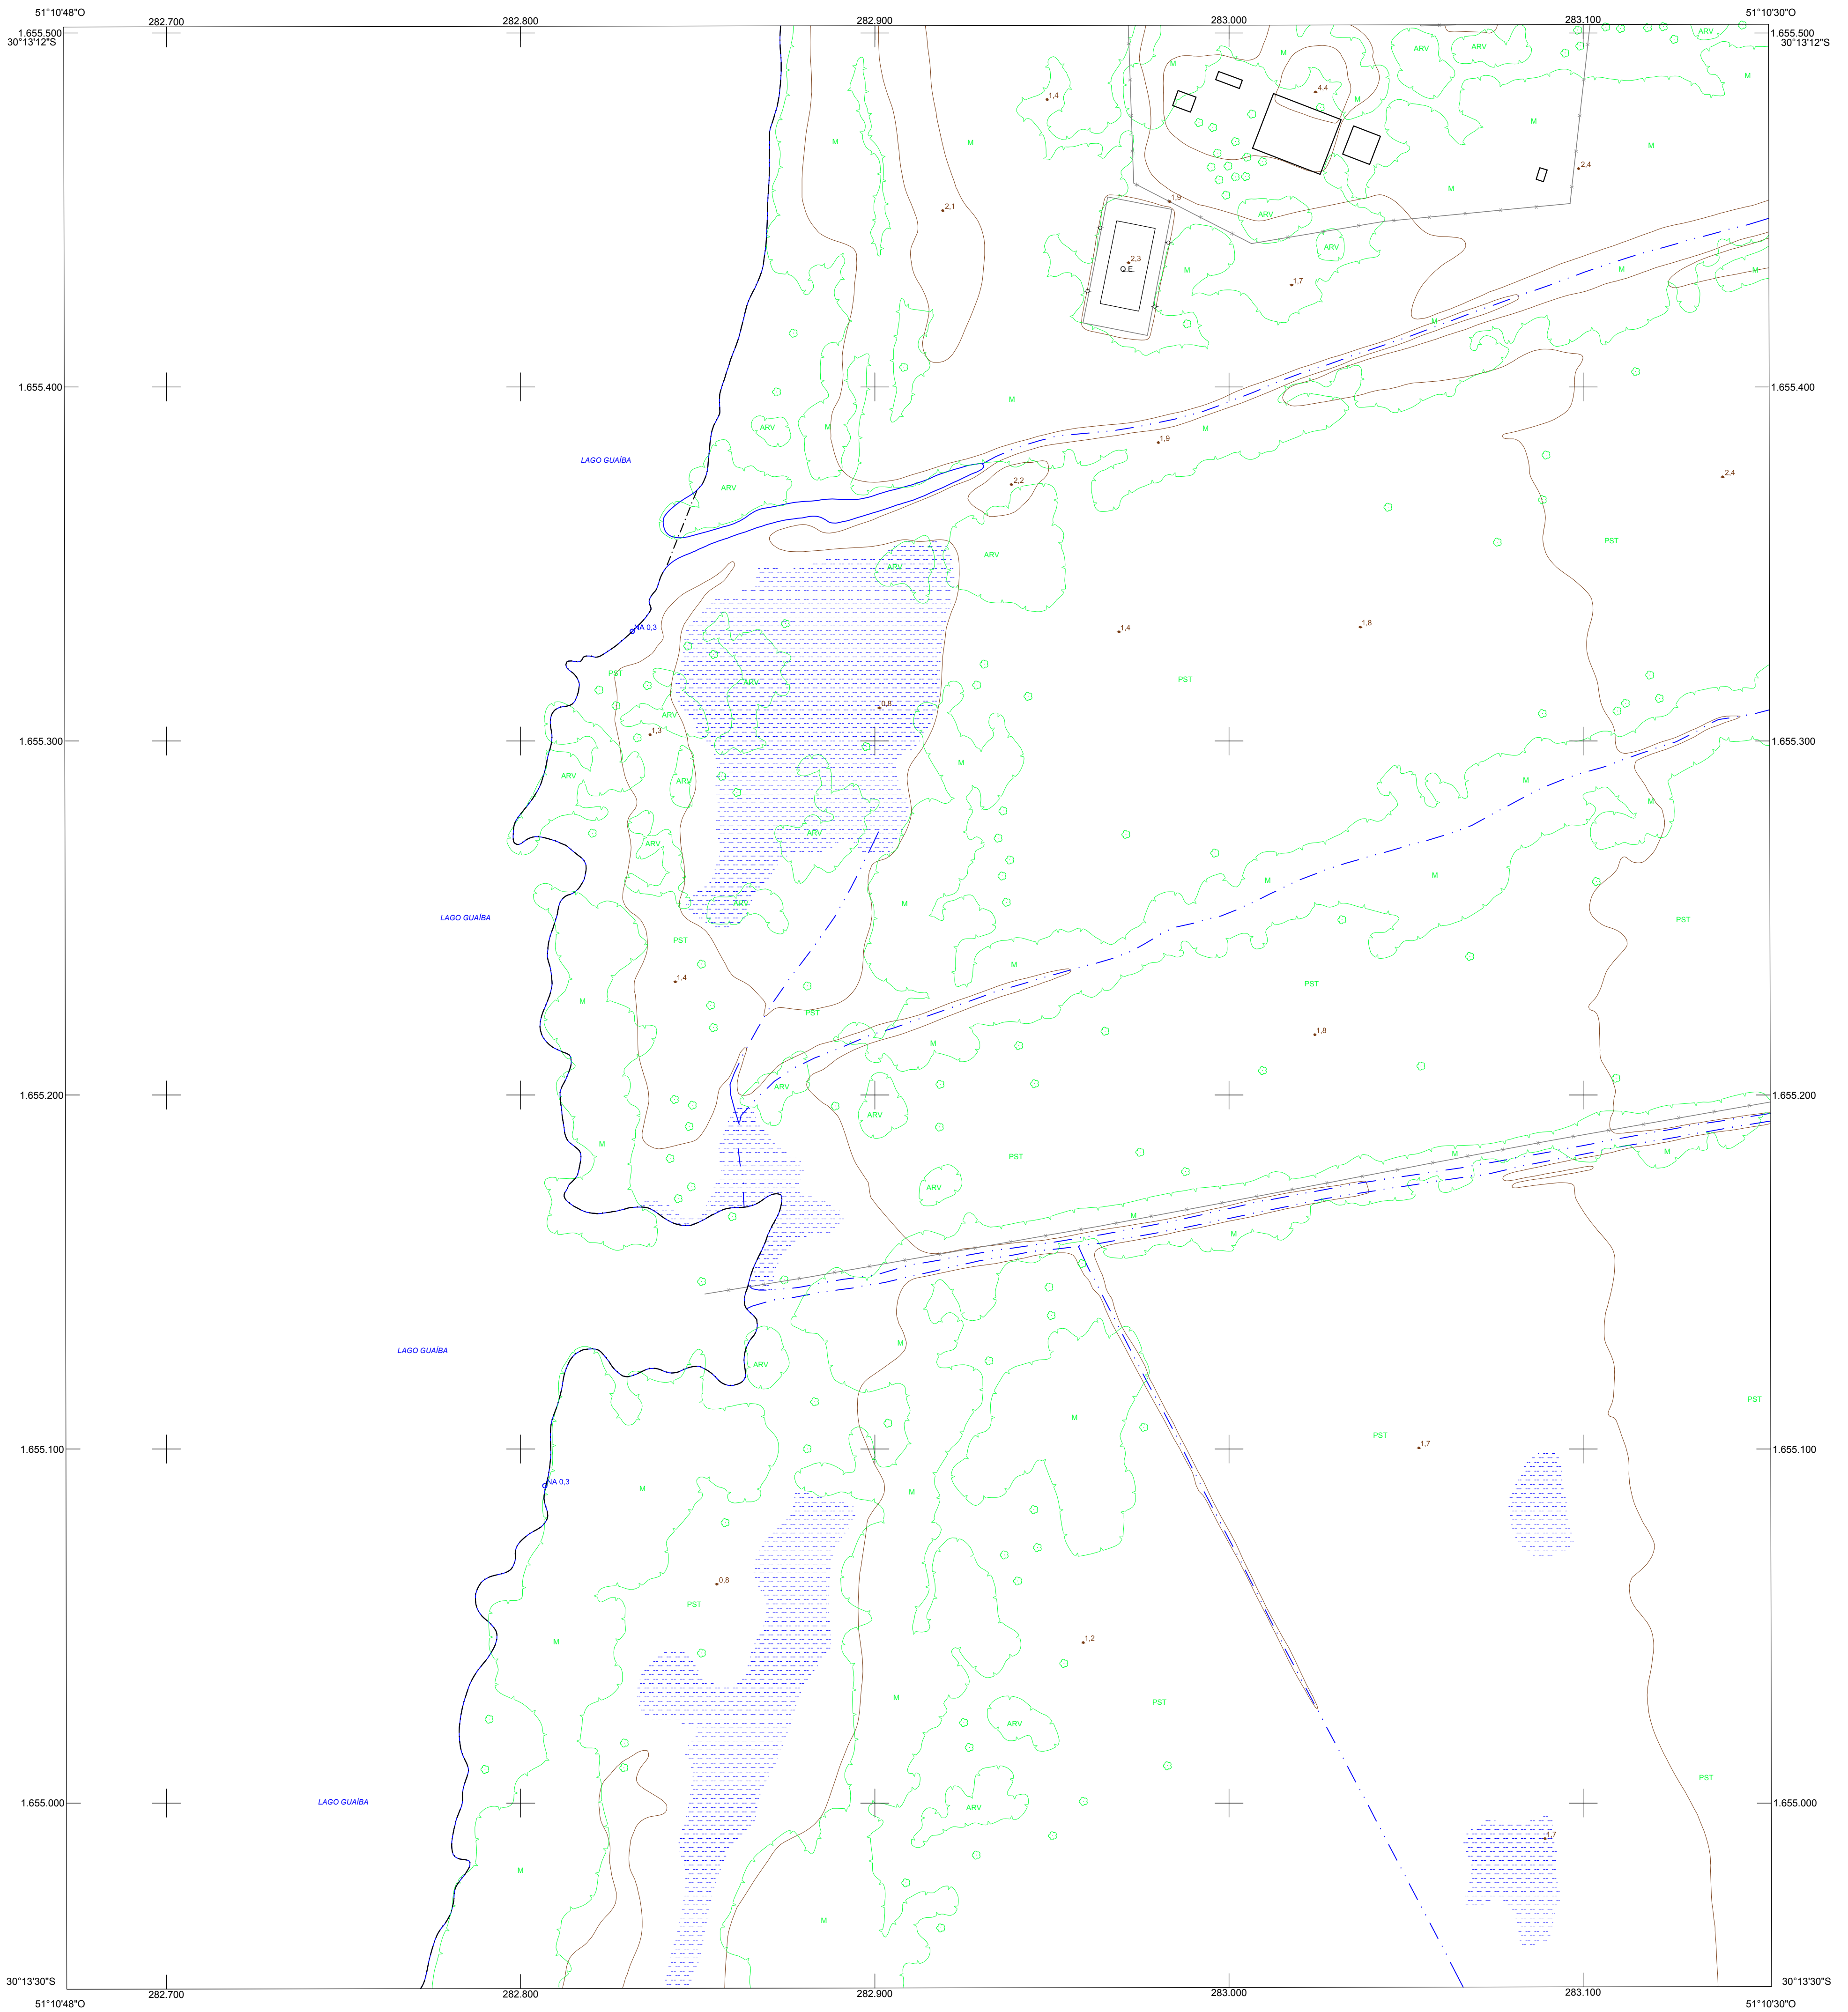 51°10'48"O
282.700
282.800
282.900
283.000
283.100
51°10'30"O
1.655.500
30°13'12"S
1.655.500
30°13'12"S
ARV
ARV
ARV
M
M
M
M
1,4
4,4
M
M
M
M
M
2,4
M
1,9
2,1
ARV
ARV
2,3
Q.E.
M
M
M
1,7
M
1.655.400
1.655.400
M
ARV
M
M
1,9
LAGO GUAÍBA
2,4
ARV
2,2
PST
ARV
ARV
NA 0,3
1,4
1,8
PST
PST
ARV
0,8
ARV
1,3
1.655.300
1.655.300
M
ARV
ARV
M
M
ARV
ARV
M
M
ARV
M
LAGO GUAÍBA
PST
PST
M
1,4
PST
M
PST
1,8
M
ARV
1.655.200
1.655.200
ARV
M
M
M
PST
ARV
M
M
M
LAGO GUAÍBA
ARV
PST
M
PST
1,7
1.655.100
1.655.100
NA 0,3
M
M
0,8
PST
1,2
M
M
PST
ARV
PST
LAGO GUAÍBA
1.655.000
1.655.000
ARV
1,7
M
M
30°13'30"S
30°13'30"S
51°10'48"O
282.700
282.800
282.900
283.000
283.100
51°10'30"O